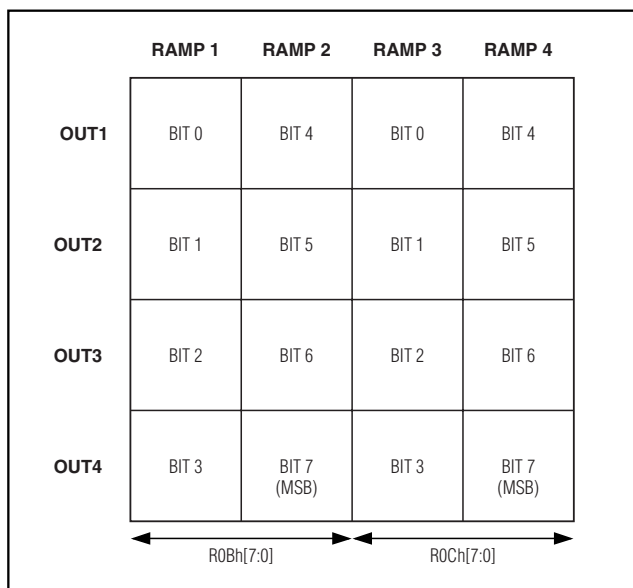 RAMP 1 RAMP 2 RAMP 3 RAMP 4
OUT1 BIT 0 BIT 4 BIT 0 BIT 4
OUT2 BIT 1 BIT 5 BIT 1 BIT 5
OUT3 BIT 2 BIT 6 BIT 2 BIT 6
OUT4 BIT 3 BIT 7 BIT 3 BIT 7
(MSB) (MSB)
R0Bh[7:0] R0Ch[7:0]